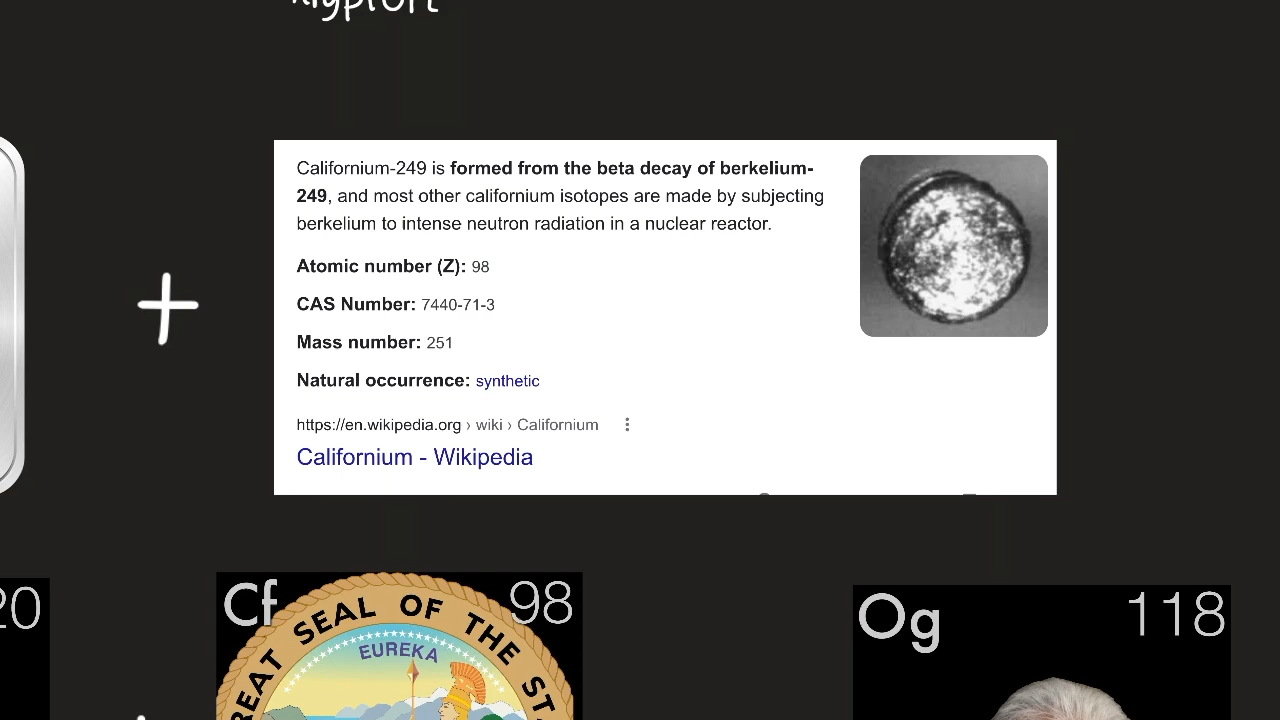 +
Californium-249 is formed from the beta decay of berkelium-
249, and most other californium isotopes are made by subjecting
berkelium to intense neutron radiation in a nuclear reactor.
Atomic number (Z): 98
CAS Number: 7440-71-3
Mass number: 251
Natural occurrence: synthetic
https://en.wikipedia.org › wiki › Californium
Californium - Wikipedia
20
Cf
98
SEAL OF THE
EUREKA
Og
118